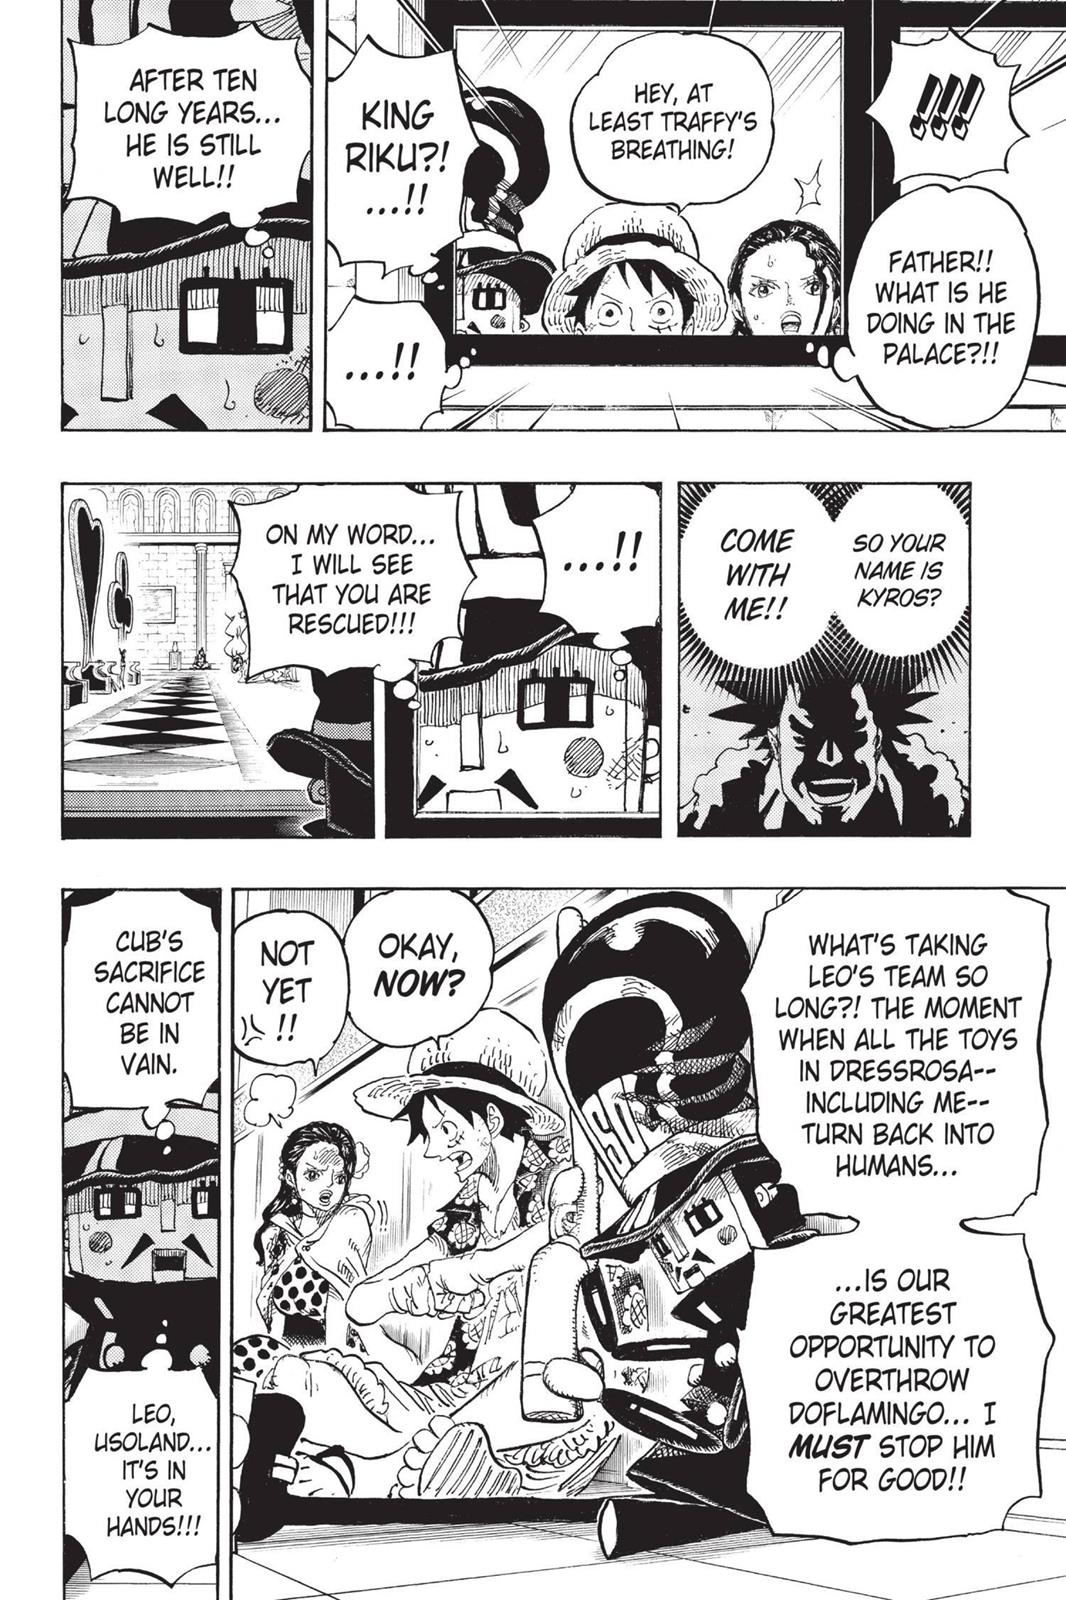 !!!
FATHER!!
WHAT IS HE
DOING IN THE
PALACE?!!
HEY, AT
LEAST TRAFFY'S
BREATHING!
KING
RIKU?!
...!!
...!!
AFTER TEN
LONG YEARS...
HE IS STILL
WELL!!
SO YOUR
NAME IS
KYROS?
COME
WITH
ME!!
...!!
ON MY WORD...
I WILL SEE
THAT YOU ARE
RESCUED!!!
WHAT'S TAKING
LEO'S TEAM SO
LONG?! THE MOMENT
WHEN ALL THE TOYS
IN DRESSROSA--
INCLUDING ME--
TURN BACK INTO
HUMANS...
...IS OUR
GREATEST
OPPORTUNITY TO
OVERTHROW
DOFLAMINGO... I
MUST STOP HIM
FOR GOOD!!
OKAY,
NOW?
NOT
YET
!!
CUB'S
SACRIFICE
CANNOT
BE IN
VAIN.
LEO,
USOLAND...
IT'S IN
YOUR
HANDS!!!